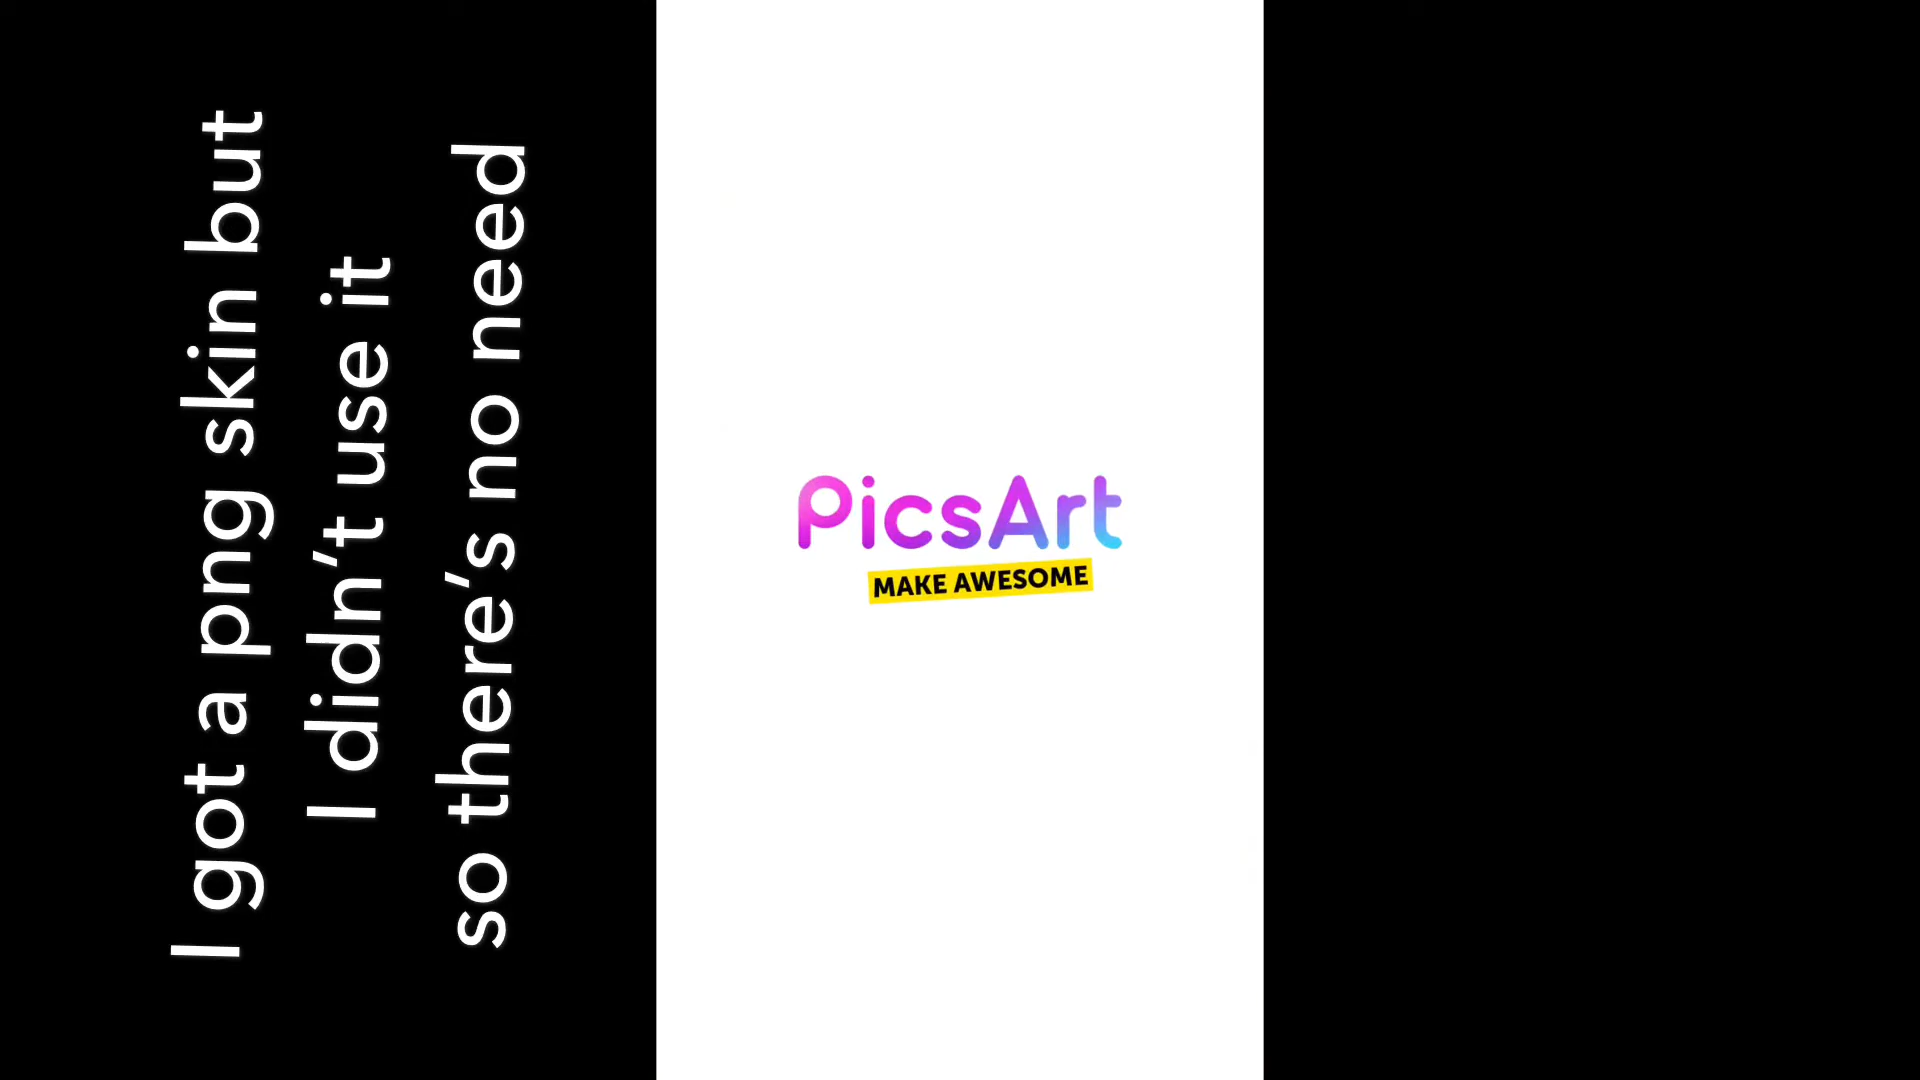 I got a png skin but
I didn't use it
so there's no need
PicsArt
MAKE AWESOME